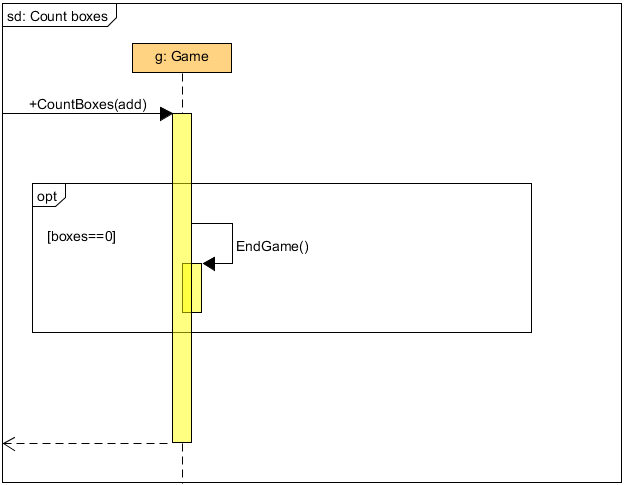 sd: Count boxes
g: Game
+CountBoxes(add)
opt
[boxes==0]
EndGame()